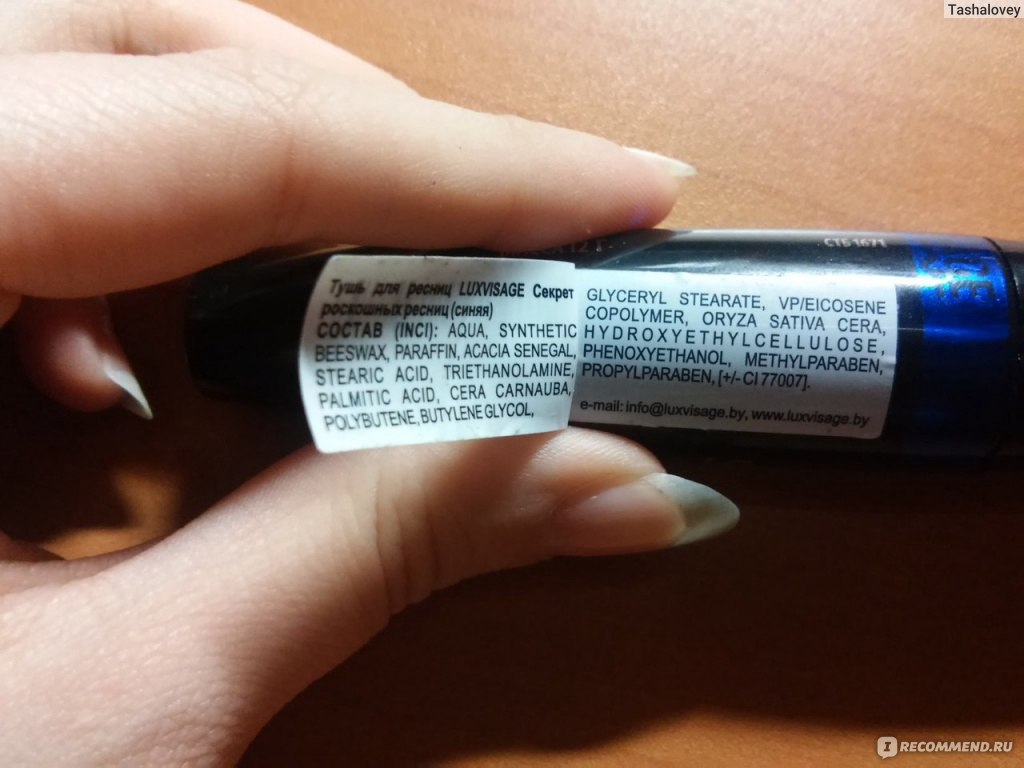 Tashalovey
СТБ 1671
Тушь для ресниц LUXVISAGE Секрет
роскошных ресниц (синяя)
СОСТАВ (INCI): AQUA, SYNTHETIC
BEESWAX, PARAFFIN, ACACIA SENEGAL,
STEARIC ACID, TRIETHANOLAMINE,
PALMITIC ACID, CERA CARNAUBA,
POLYBUTENE, BUTYLENE GLYCOL,
GLYCERYL STEARATE, VP/EICOSENE
COPOLYMER, ORYZA SATIVA CERA,
HYDROXYETHYLCELLULOSE,
PHENOXYETHANOL, METHYLPARABEN,
PROPYLPARABEN, [+/- CI 77007].
e-mail: info@luxvisage.by, www.luxvisage.by
IRECOMMEND.RU